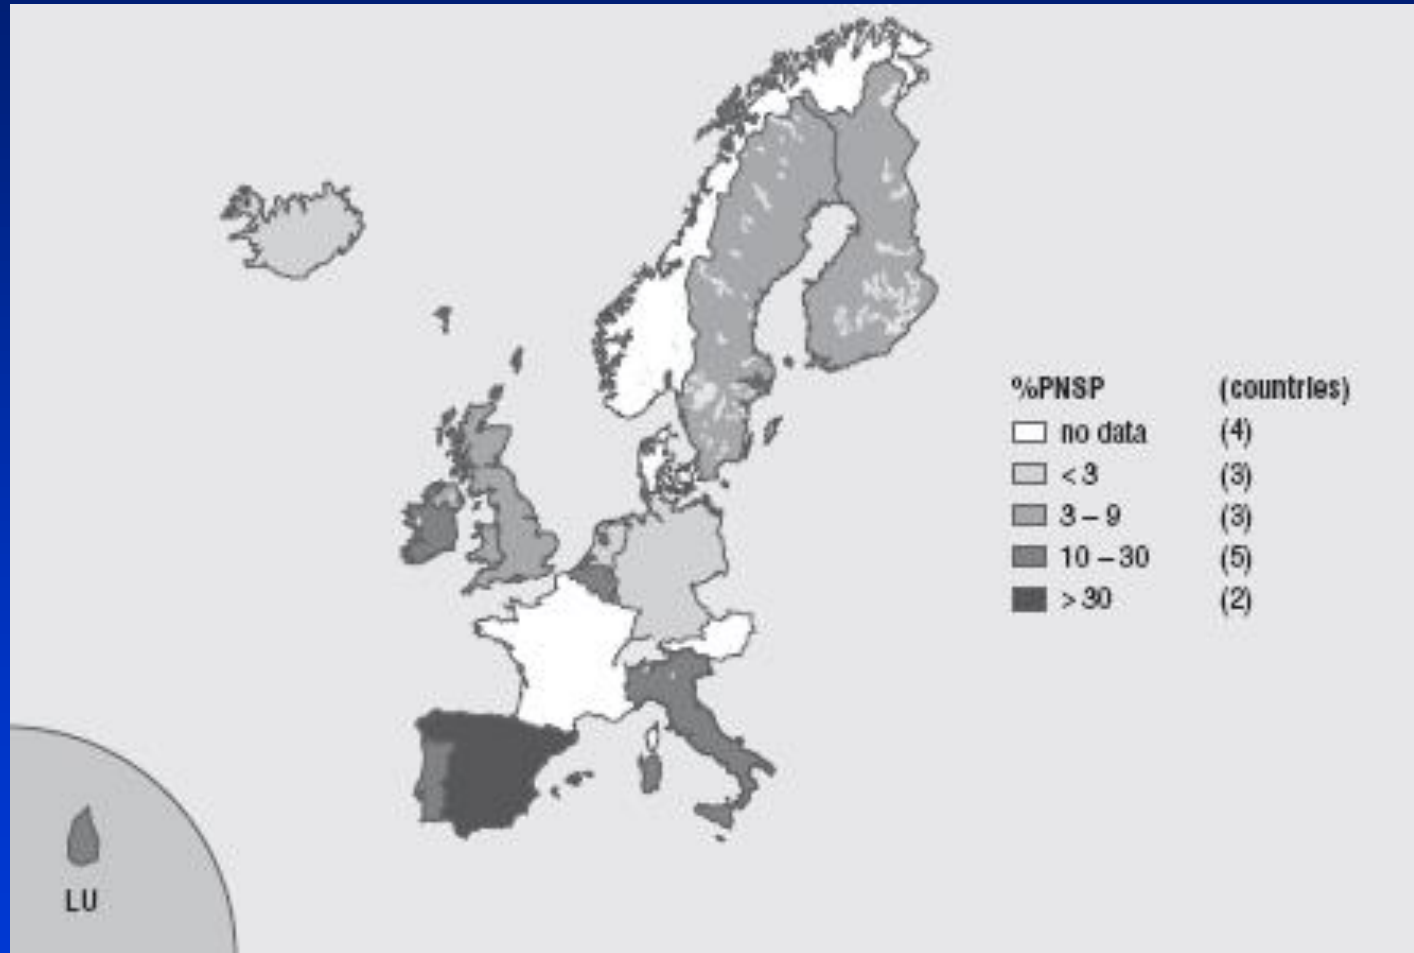 %PNSP (countries)
no data (4)
< 3 (3)
3 – 9 (3)
10 – 30 (5)
> 30 (2)
LU